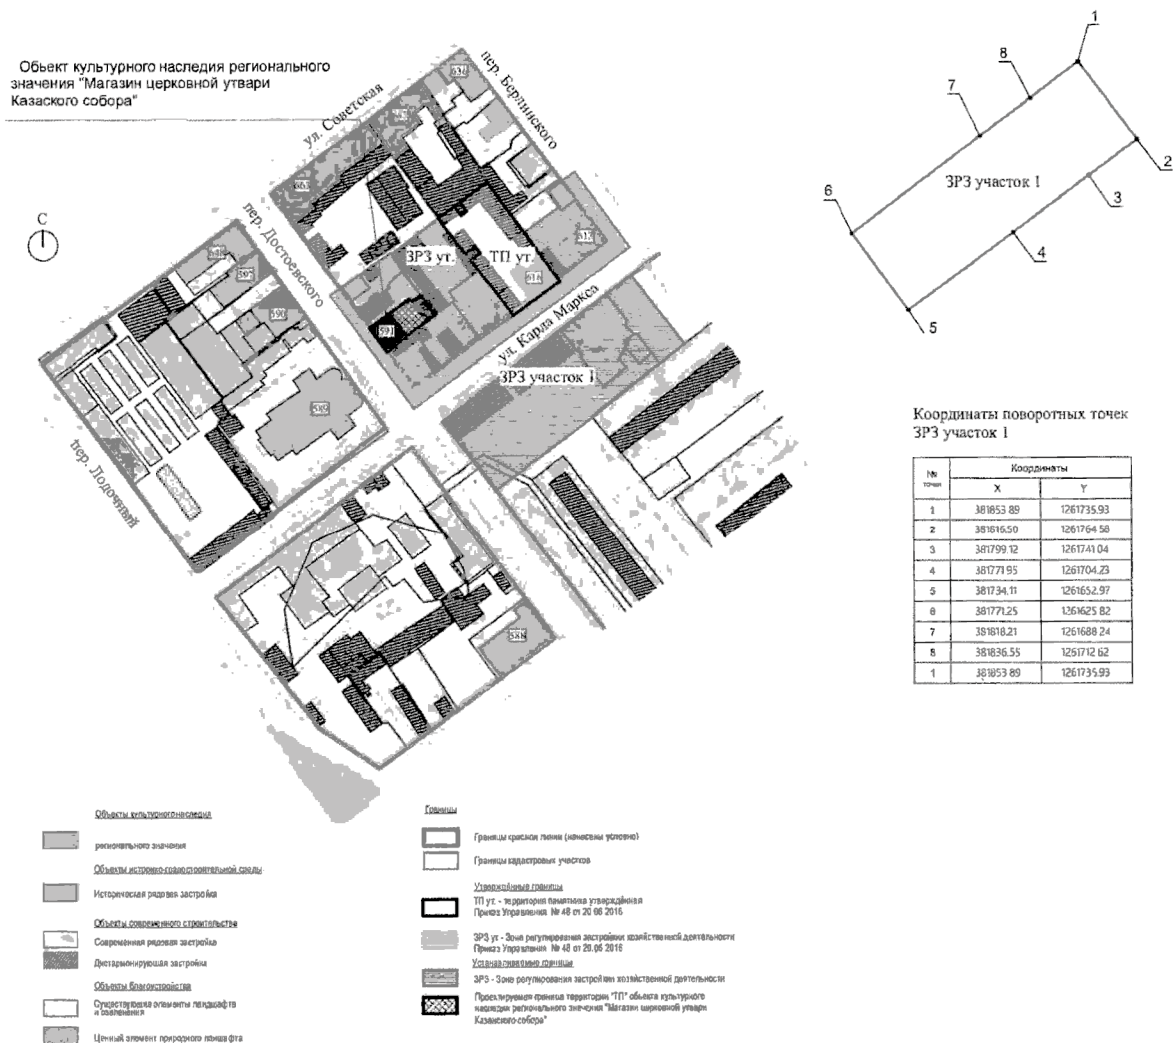 Обьект культурного наследия регионального
значения "Магазин церковной утвари
Казаского собора"
ул. Советская
пер. Берлинского
пер. Достоевского
С
ЗРЗ ут.
ТП ут.
616
591
589
588
595
ул. Карла Маркса
ЗРЗ участок 1
пер. Лодочный
1
8
7
2
ЗРЗ участок 1
3
6
4
5
Координаты поворотных точек
ЗРЗ участок 1
№ точки
Координаты
X Y
1 381853.89 1261735.93
2 381816.50 1261764.58
3 381799.12 1261741.04
4 381771.95 1261704.23
5 381734.11 1261652.97
6 381771.25 1261625.82
7 381818.21 1261688.24
8 381836.55 1261712.62
1 381853.89 1261735.93
Объекты культурного наследия
регионального значения
Объекты историко-градостроительной среды
Историческая рядовая застройка
Объекты современного строительства
Современная рядовая застройка
Дисгармонирующая застройка
Объекты благоустройства
Существующие элементы ландшафта
и озеленения
Ценный элемент природного ландшафта
Границы
Границы красной линии (нанесены условно)
Границы кадастровых участков
Утверждённые границы
ТП ут. - территория памятника утверждённая
Приказ Управления № 48 от 20 06 2016
ЗРЗ ут - Зона регулирования застройки хозяйственной деятельности
Приказ Управления № 48 от 20.06 2016
Устанавливаемые границы
ЗРЗ - Зона регулирования застройки хозяйственной деятельности
Проектируемая граница территории "ТП" объекта культурного
наследия регионального значения "Магазин церковной утвари
Казанского собора"